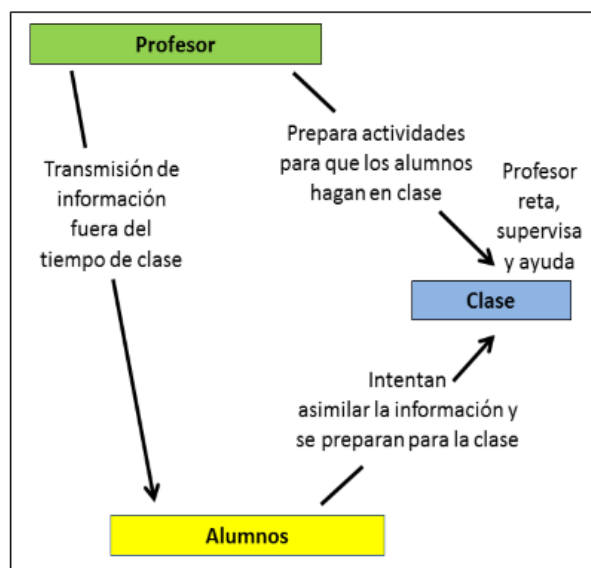 Profesor
Transmisión de
información
fuera del
tiempo de clase
Prepara actividades
para que los alumnos
hagan en clase
Profesor
reta,
supervisa
y ayuda
Clase
Intentan
asimilar la información y
se preparan para la clase
Alumnos